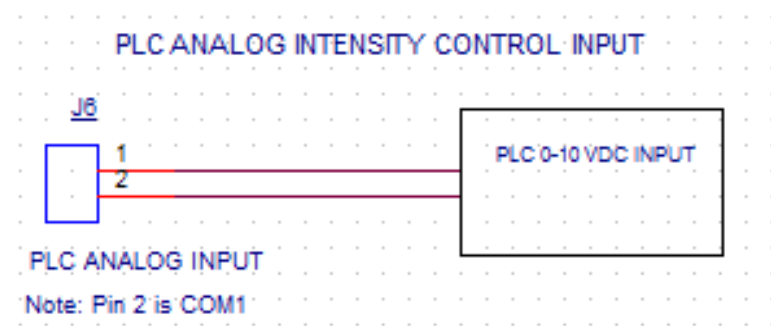 PLC ANALOG INTENSITY CONTROL INPUT
J6
1
2
PLC 0-10 VDC INPUT
PLC ANALOG INPUT
Note: Pin 2 is COM1